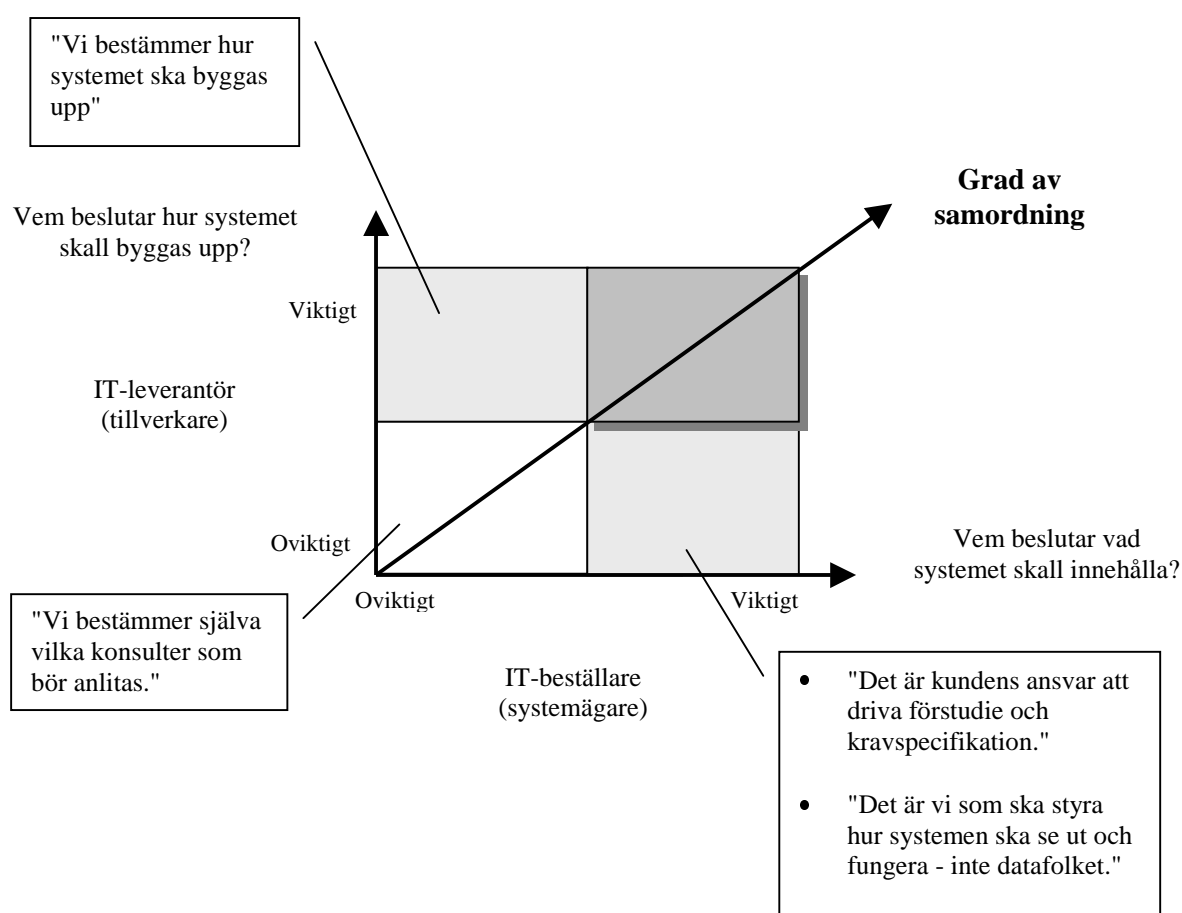 "Vi bestämmer hur
systemet ska byggas
upp"
Grad av
samordning
Vem beslutar hur systemet
skall byggas upp?
Viktigt
IT-leverantör
(tillverkare)
Oviktigt
Vem beslutar vad
systemet skall innehålla?
Oviktigt
Viktigt
"Vi bestämmer själva
vilka konsulter som
bör anlitas."
IT-beställare
(systemägare)
• "Det är kundens ansvar att
driva förstudie och
kravspecifikation."
• "Det är vi som ska styra
hur systemen ska se ut och
fungera - inte datafolket."